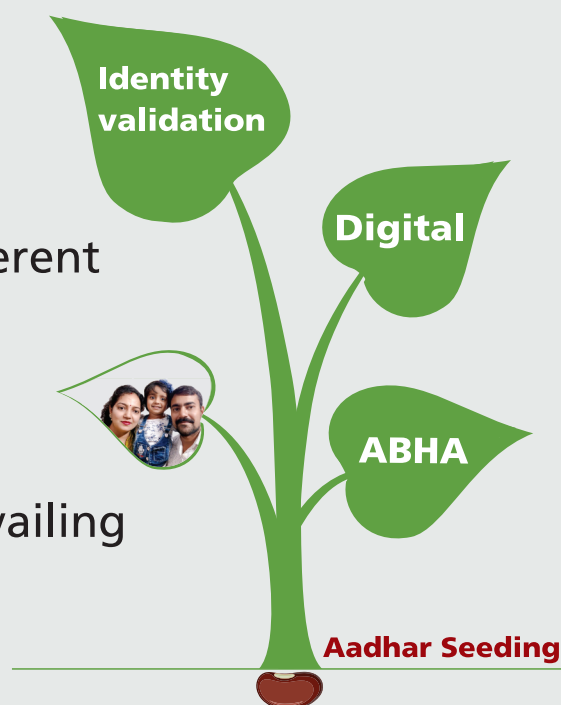 Identity
validation
Digital
erent
ABHA
vailing
Aadhar Seeding